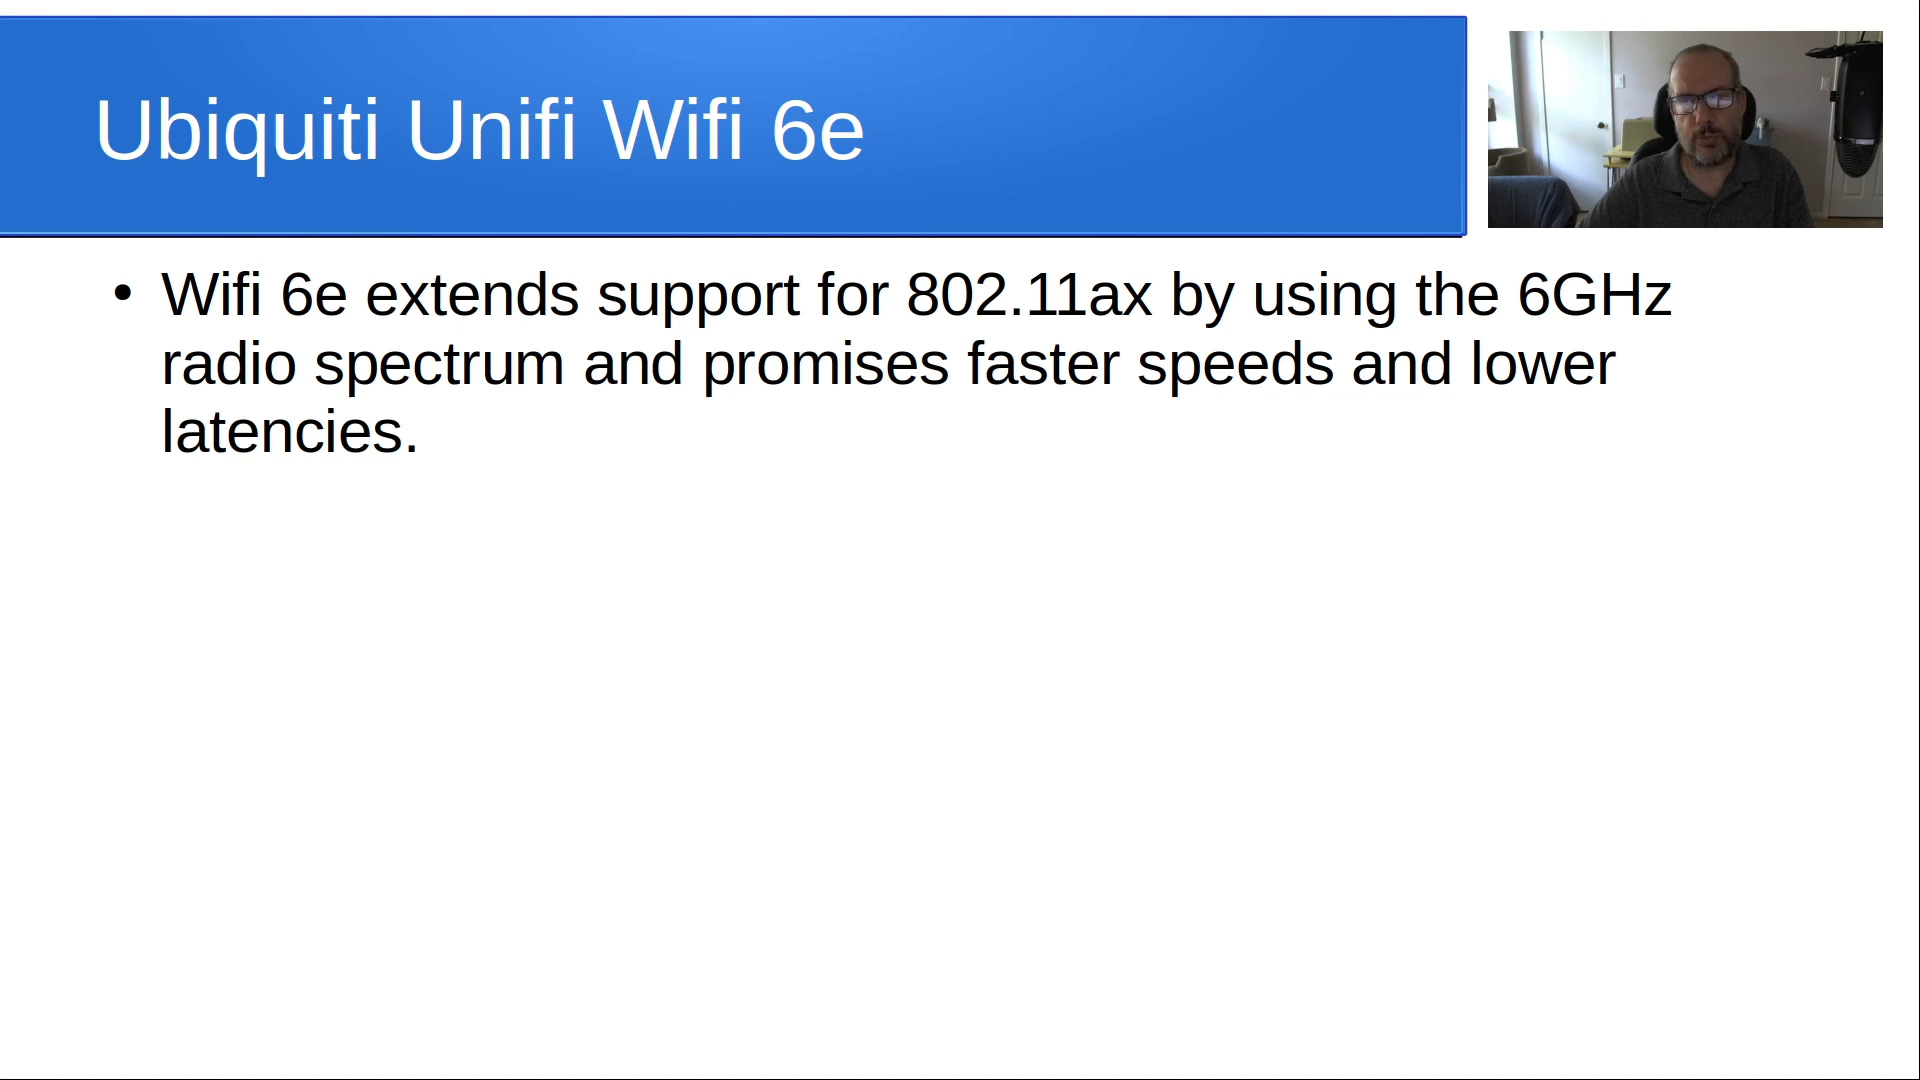 Ubiquiti Unifi Wifi 6e
• Wifi 6e extends support for 802.11ax by using the 6GHz
radio spectrum and promises faster speeds and lower
latencies.